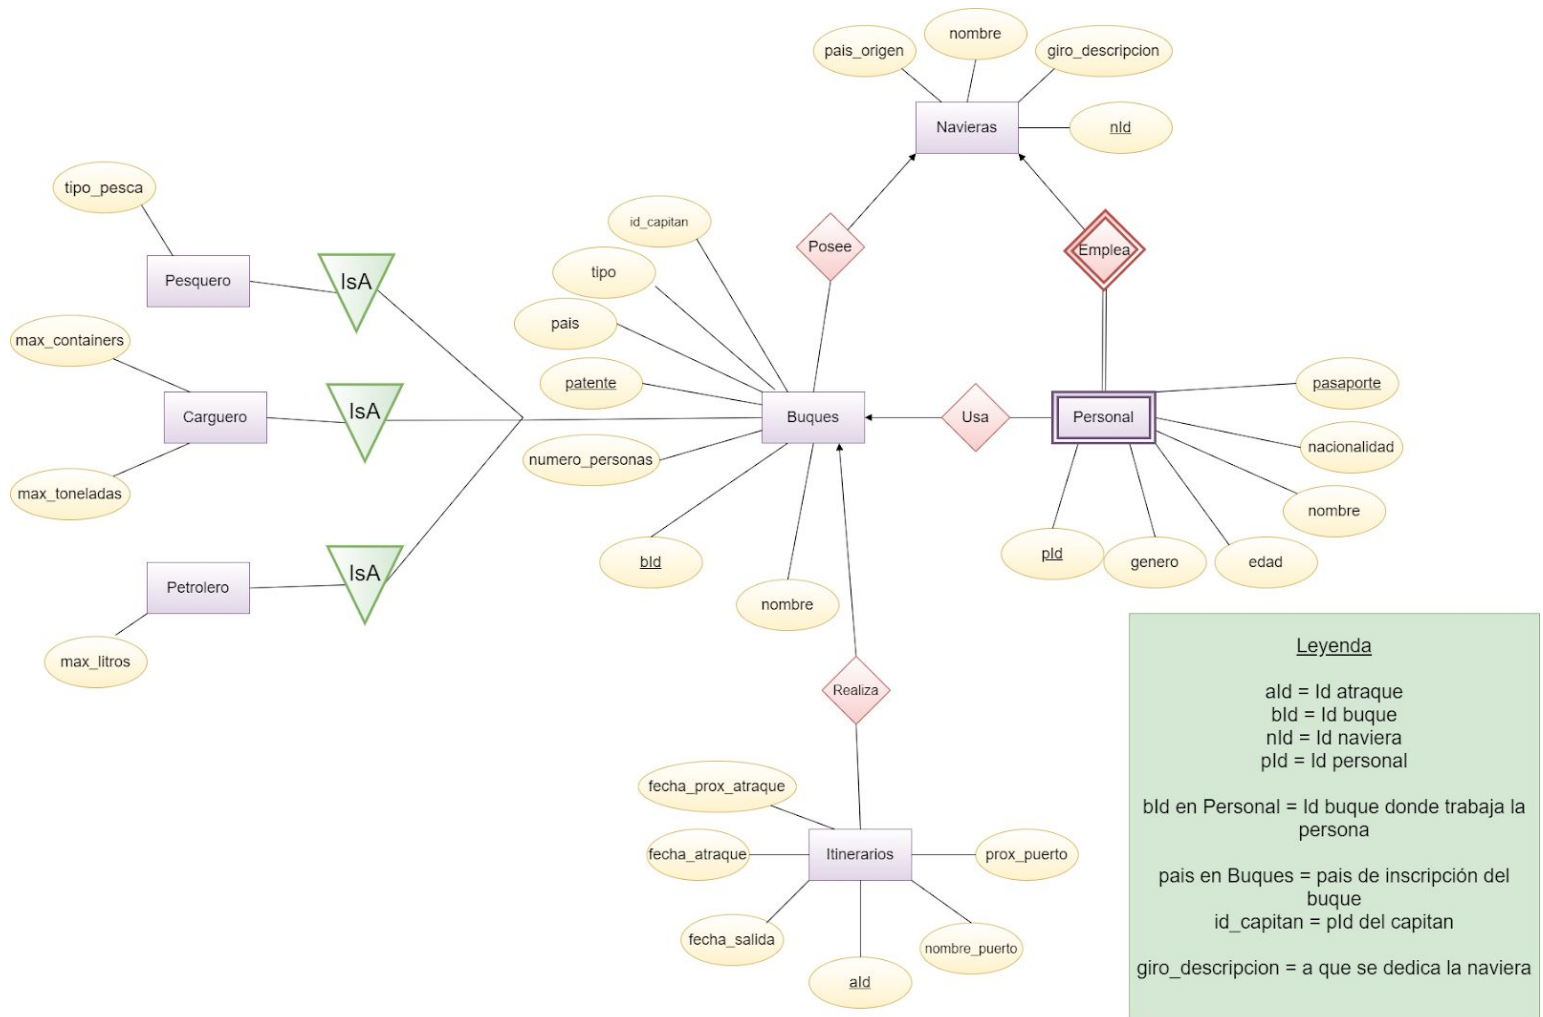 nombre
pais_origen
giro_descripcion
Navieras
nId
tipo_pesca
id_capitan
Posee
Emplea
IsA
Pesquero
tipo
pais
max_containers
patente
pasaporte
IsA
Carguero
Buques
Usa
Personal
nacionalidad
numero_personas
max_toneladas
nombre
bId
pId
genero
edad
IsA
Petrolero
nombre
max_litros
Realiza
fecha_prox_atraque
fecha_atraque
Itinerarios
prox_puerto
fecha_salida
nombre_puerto
aId
Leyenda
aId = Id atraque
bId = Id buque
nId = Id naviera
pId = Id personal
bId en Personal = Id buque donde trabaja la
persona
pais en Buques = pais de inscripción del
buque
id_capitan = pId del capitan
giro_descripcion = a que se dedica la naviera